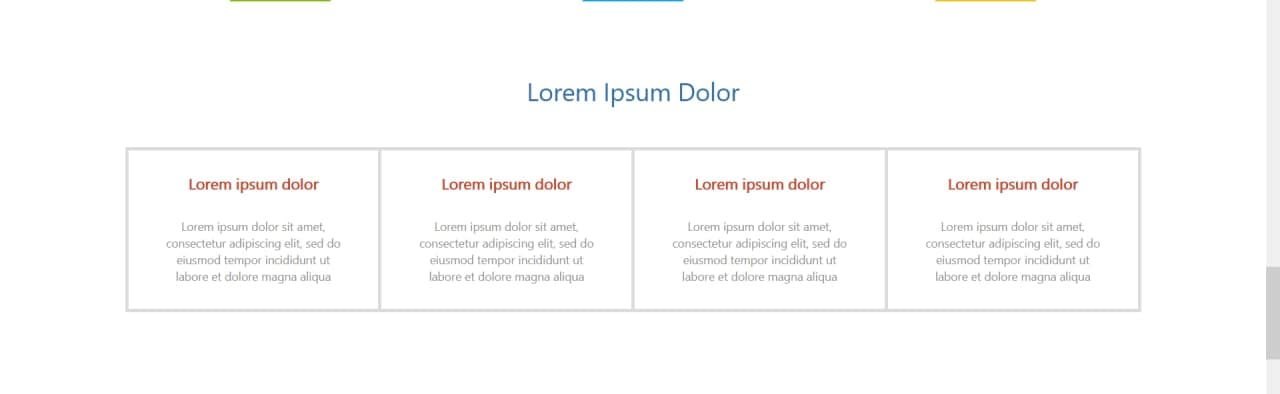 Lorem Ipsum Dolor
Lorem ipsum dolor
Lorem ipsum dolor sit amet,
consectetur adipiscing elit, sed do
eiusmod tempor incididunt ut
labore et dolore magna aliqua
Lorem ipsum dolor
Lorem ipsum dolor sit amet,
consectetur adipiscing elit, sed do
eiusmod tempor incididunt ut
labore et dolore magna aliqua
Lorem ipsum dolor
Lorem ipsum dolor sit amet,
consectetur adipiscing elit, sed do
eiusmod tempor incididunt ut
labore et dolore magna aliqua
Lorem ipsum dolor
Lorem ipsum dolor sit amet,
consectetur adipiscing elit, sed do
eiusmod tempor incididunt ut
labore et dolore magna aliqua